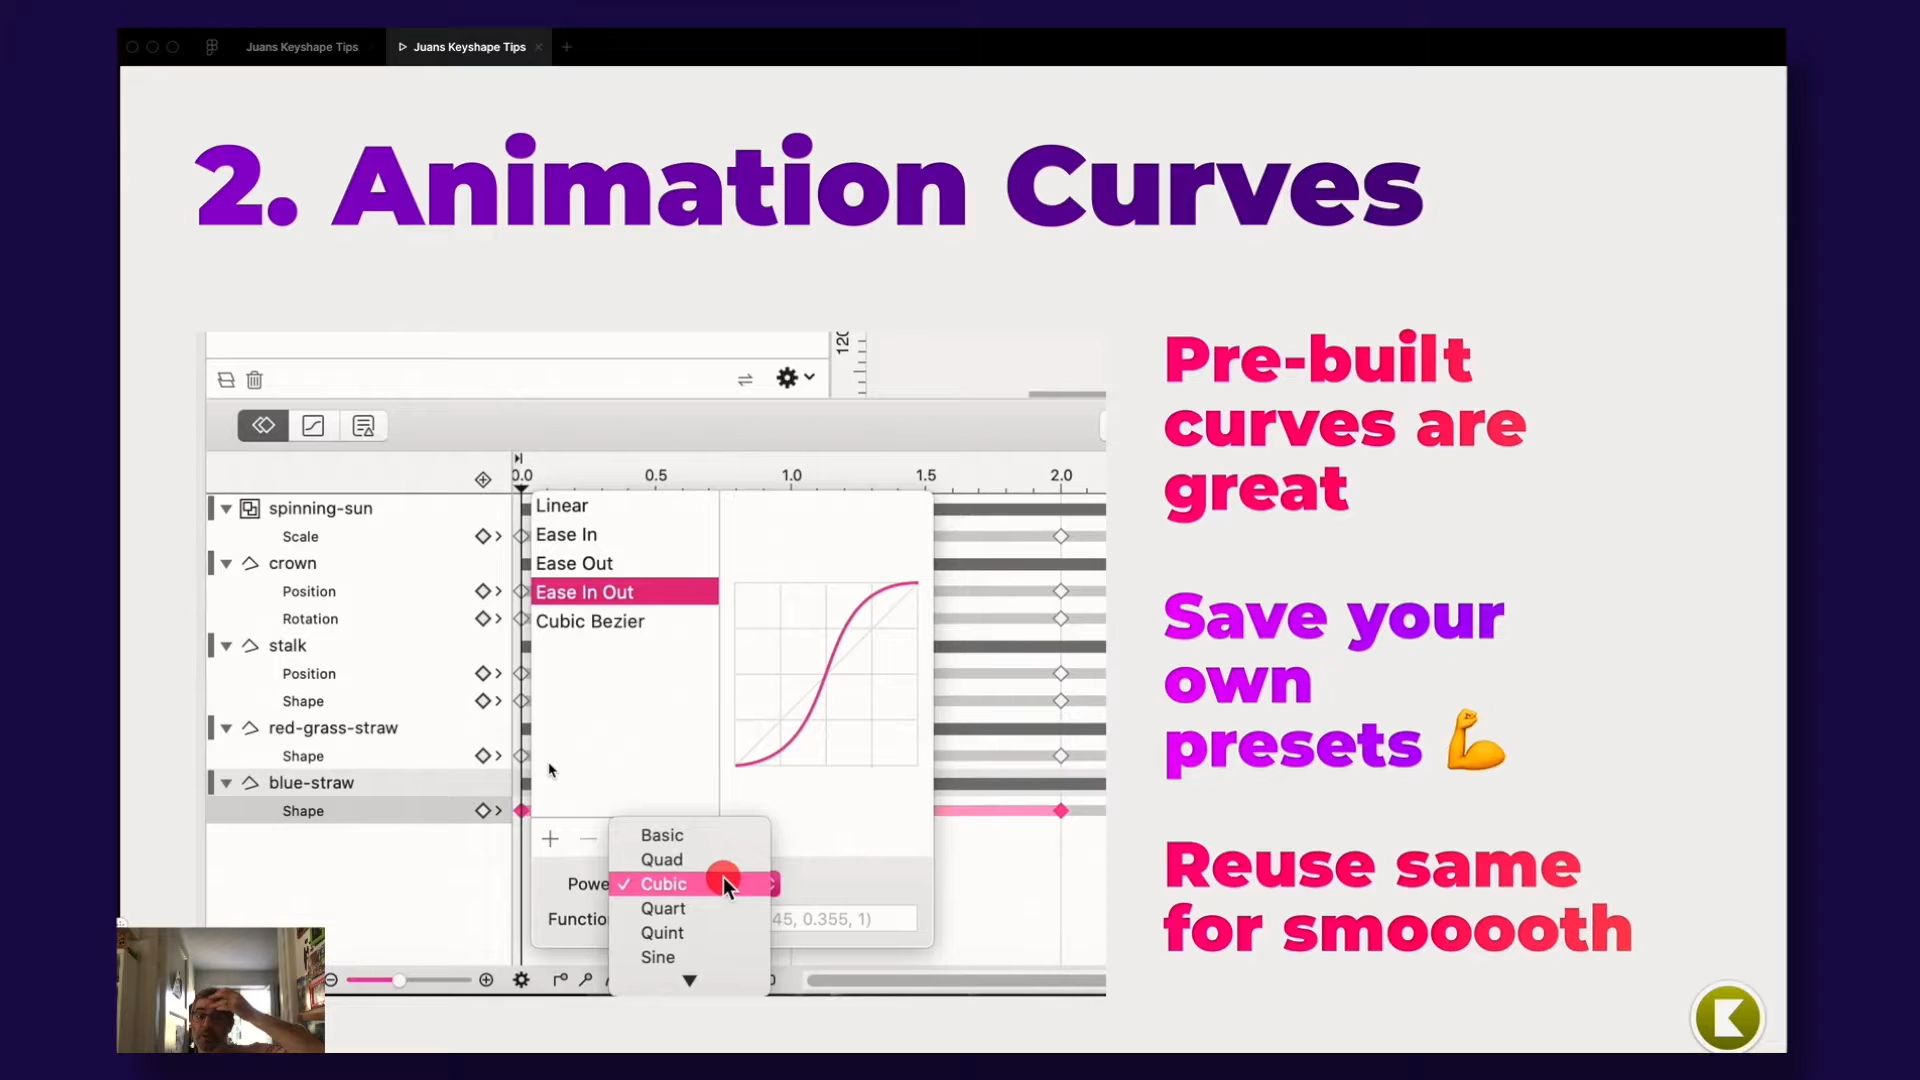 Juans Keyshape Tips
Juans Keyshape Tips
2. Animation Curves
120
0.0 0.5 1.0 1.5 2.0
spinning-sun
Scale
crown
Position
Rotation
stalk
Position
Shape
red-grass-straw
Shape
blue-straw
Shape
Linear
Ease In
Ease Out
Ease In Out
Cubic Bezier
Basic
Quad
Powe ✓ Cubic
Quart
Functio 45, 0.355, 1)
Quint
Sine
Pre-built
curves are
great
Save your
own
presets 💪
Reuse same
for smooooth
K